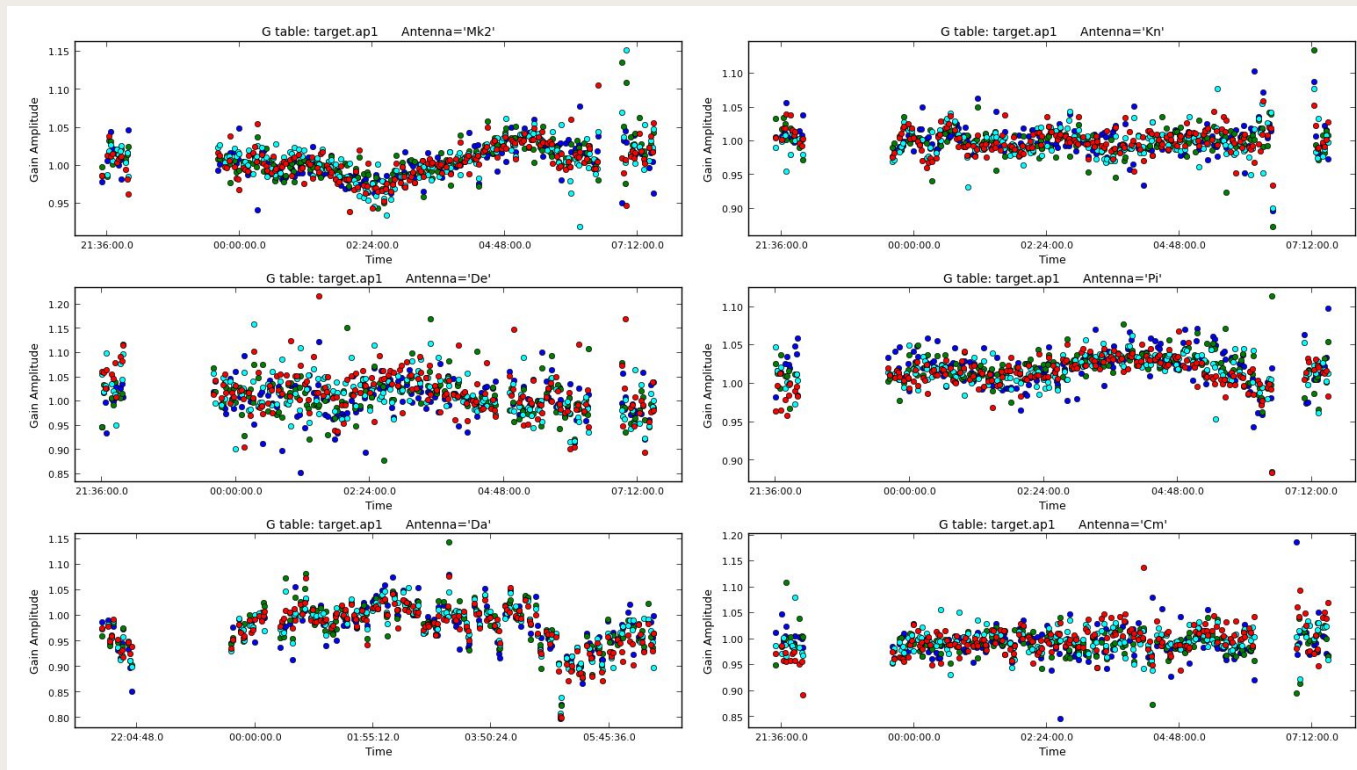 G table: target.ap1 Antenna='Mk2'
1.15
1.10
1.05
1.00
0.95
Gain Amplitude
21:36:00.0 00:00:00.0 02:24:00.0 04:48:00.0 07:12:00.0
Time
G table: target.ap1 Antenna='Kn'
1.10
1.05
1.00
0.95
0.90
Gain Amplitude
21:36:00.0 00:00:00.0 02:24:00.0 04:48:00.0 07:12:00.0
Time
G table: target.ap1 Antenna='De'
1.20
1.15
1.10
1.05
1.00
0.95
0.90
0.85
Gain Amplitude
21:36:00.0 00:00:00.0 02:24:00.0 04:48:00.0 07:12:00.0
Time
G table: target.ap1 Antenna='Pi'
1.10
1.05
1.00
0.95
0.90
Gain Amplitude
21:36:00.0 00:00:00.0 02:24:00.0 04:48:00.0 07:12:00.0
Time
G table: target.ap1 Antenna='Da'
1.15
1.10
1.05
1.00
0.95
0.90
0.85
0.80
Gain Amplitude
22:04:48.0 00:00:00.0 01:55:12.0 03:50:24.0 05:45:36.0
Time
G table: target.ap1 Antenna='Cm'
1.20
1.15
1.10
1.05
1.00
0.95
0.90
0.85
Gain Amplitude
21:36:00.0 00:00:00.0 02:24:00.0 04:48:00.0 07:12:00.0
Time